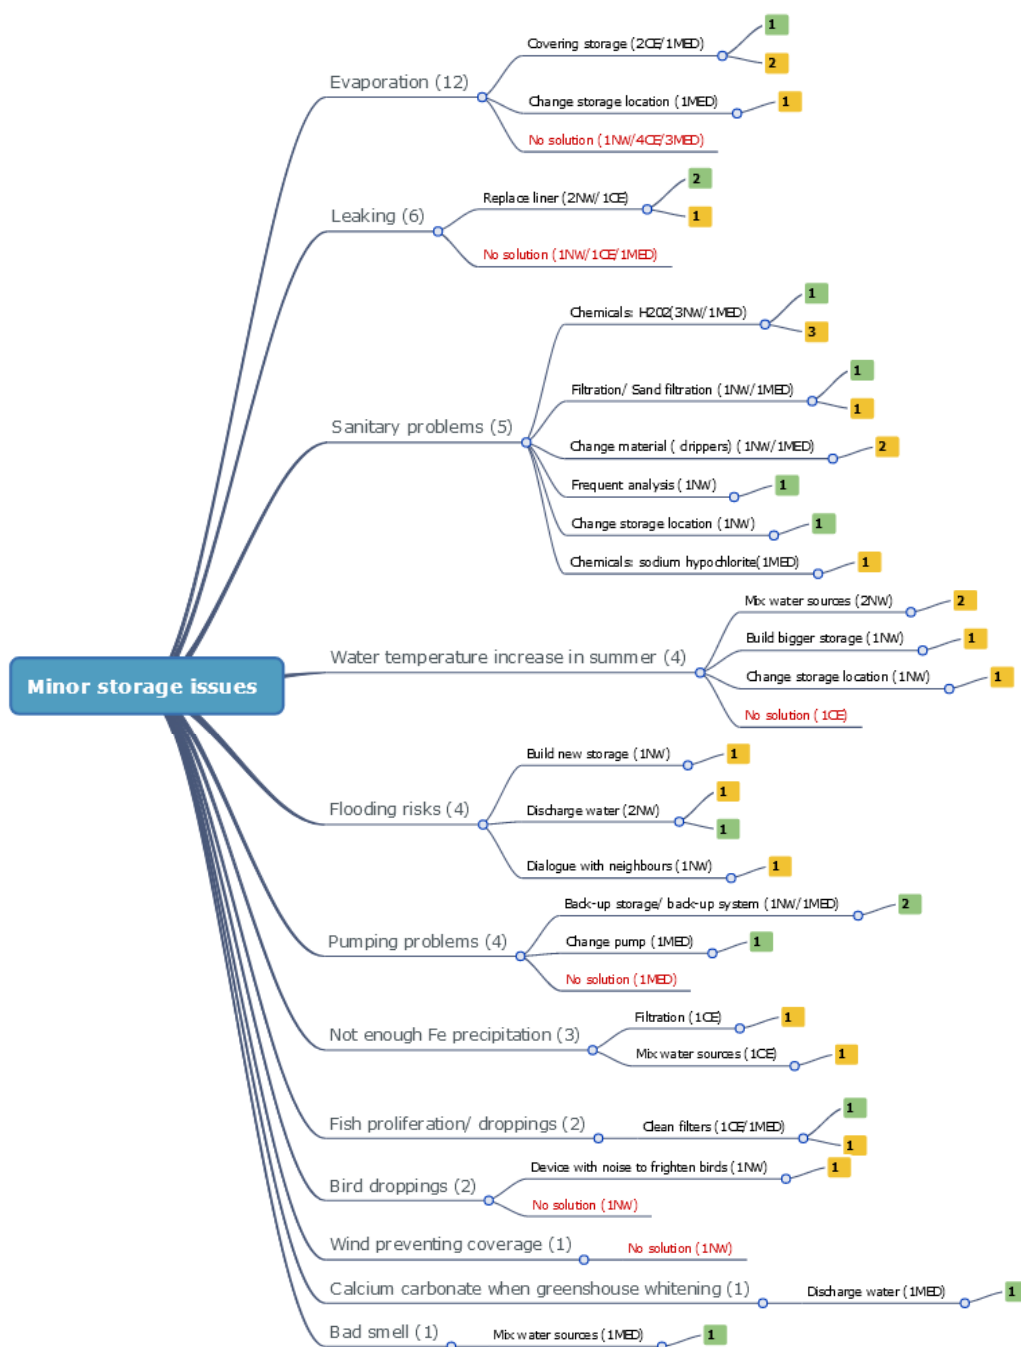 Minor storage issues
Evaporation (12)
Covering storage (2CE/1MED)
1
2
Change storage location (1MED)
1
No solution (1NW/4CE/3MED)
Leaking (6)
Replace liner (2NW/ 1CE)
2
1
No solution (1NW/1CE/1MED)
Sanitary problems (5)
Chemicals: H202(3NW/1MED)
1
3
Filtration/ Sand filtration (1NW/1MED)
1
1
Change material ( drippers) ( 1NW/1MED)
2
Frequent analysis ( 1NW)
1
Change storage location (1NW)
1
Chemicals: sodium hypochlorite(1MED)
1
Water temperature increase in summer (4)
Mix water sources (2NW)
2
Build bigger storage (1NW)
1
Change storage location (1NW)
1
No solution ( 1CE)
Flooding risks (4)
Build new storage (1NW)
1
Discharge water (2NW)
1
1
Dialogue with neighbours (1NW)
1
Pumping problems (4)
Back-up storage/ back-up system (1NW/1MED)
2
Change pump (1MED)
1
No solution (1MED)
Not enough Fe precipitation (3)
Filtration (1CE)
1
Mix water sources (1CE)
1
Fish proliferation/ droppings (2)
Clean filters (1CE/1MED)
1
1
Bird droppings (2)
Device with noise to frighten birds (1NW)
1
No solution (1NW)
Wind preventing coverage (1)
No solution (1NW)
Calcium carbonate when greenshouse whitening (1)
Discharge water (1MED)
1
Bad smell (1)
Mix water sources (1MED)
1